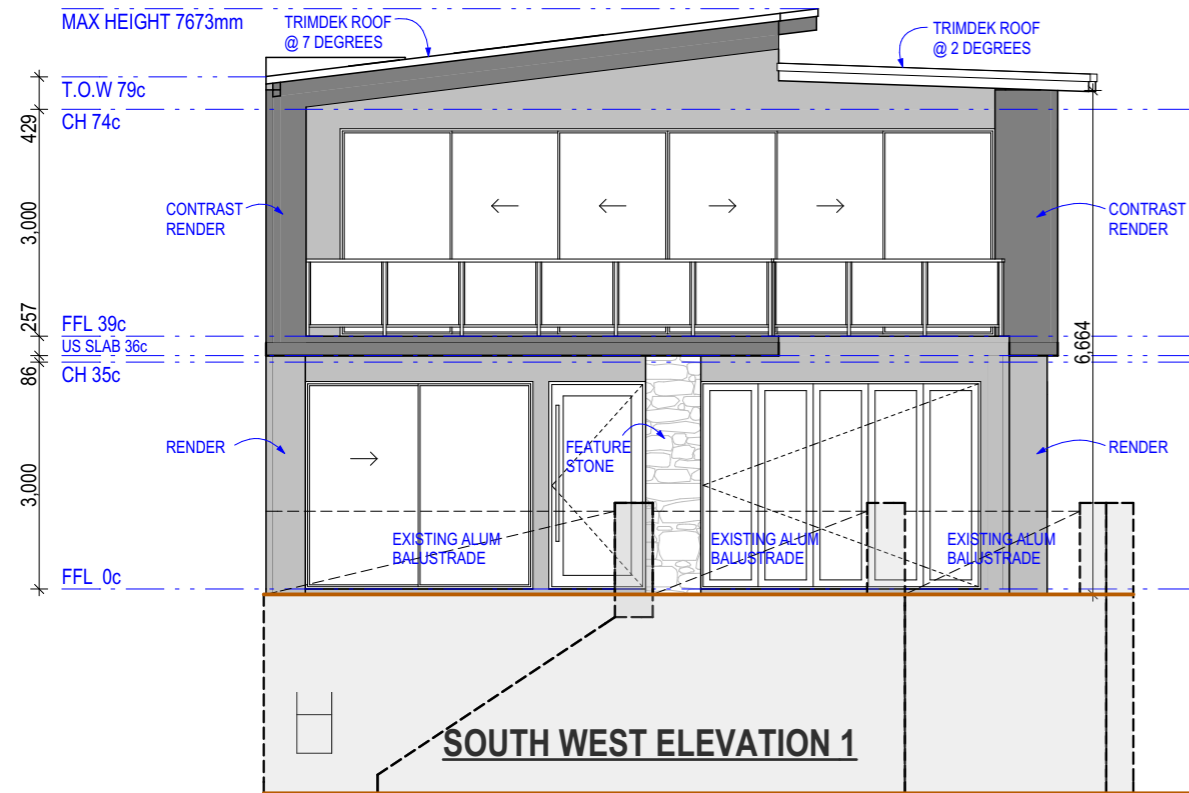 MAX HEIGHT 7673mm
TRIMDEK ROOF
@ 7 DEGREES
TRIMDEK ROOF
@ 2 DEGREES
T.O.W 79c
429
CH 74c
3,000
CONTRAST
RENDER
CONTRAST
RENDER
257
FFL 39c
US SLAB 36c
86
CH 35c
6,664
RENDER
FEATURE
STONE
RENDER
3,000
EXISTING ALUM
BALUSTRADE
EXISTING ALUM
BALUSTRADE
EXISTING ALUM
BALUSTRADE
FFL 0c
SOUTH WEST ELEVATION 1